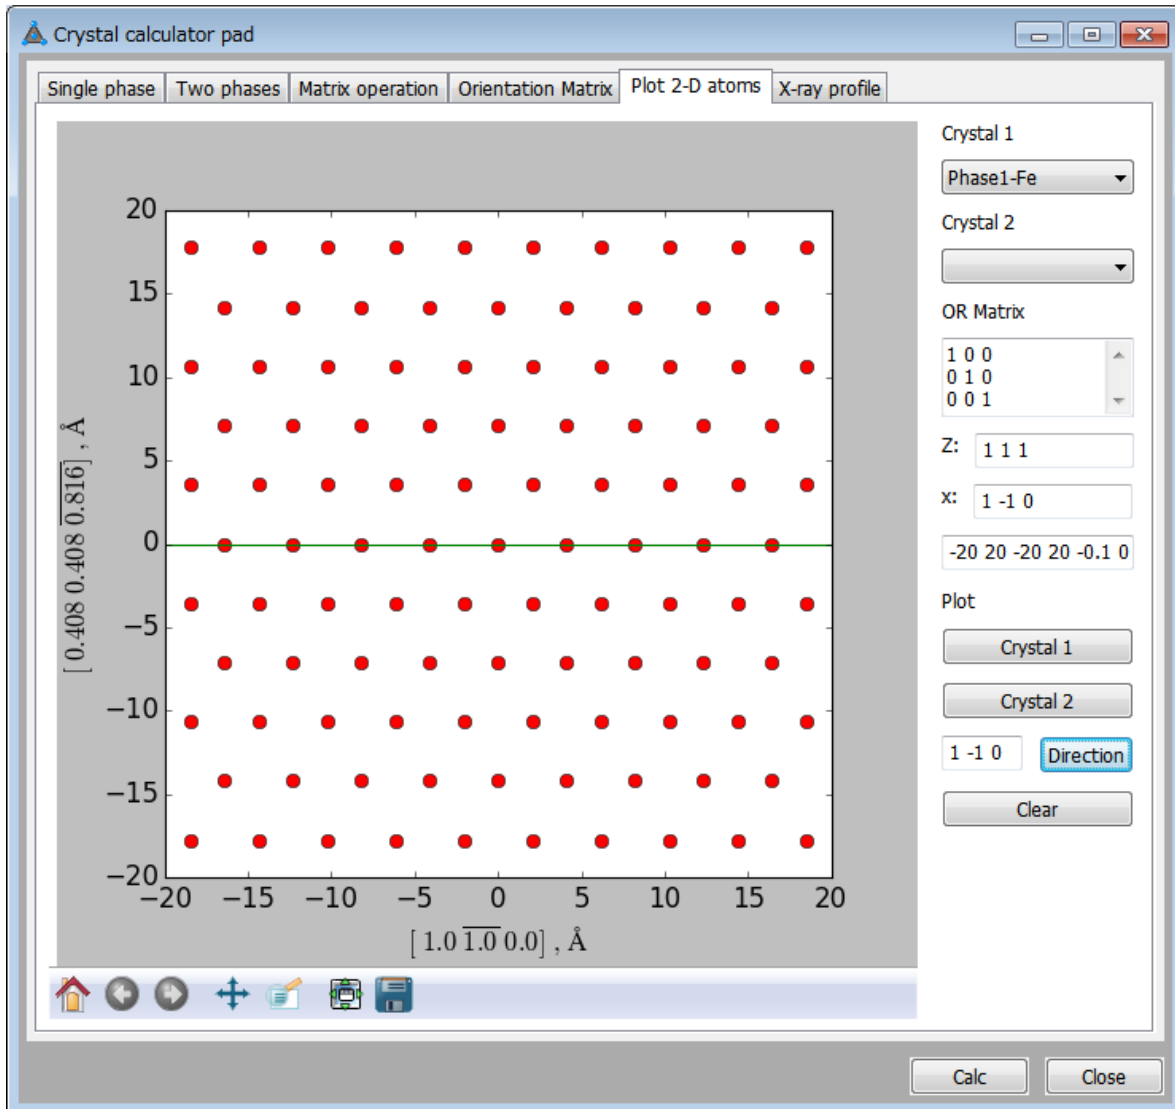 Crystal calculator pad
Single phase
Two phases
Matrix operation
Orientation Matrix
Plot 2-D atoms
X-ray profile
20
15
10
5
0
−5
−10
−15
−20
[ 0.408 0.408 0.816] , Å
−20
−15
−10
−5
0
5
10
15
20
[ 1.0 1.0 0.0] , Å
Crystal 1
Phase1-Fe
Crystal 2
OR Matrix
1 0 0
0 1 0
0 0 1
Z: 1 1 1
x: 1 -1 0
-20 20 -20 20 -0.1 0
Plot
Crystal 1
Crystal 2
1 -1 0 Direction
Clear
Calc
Close